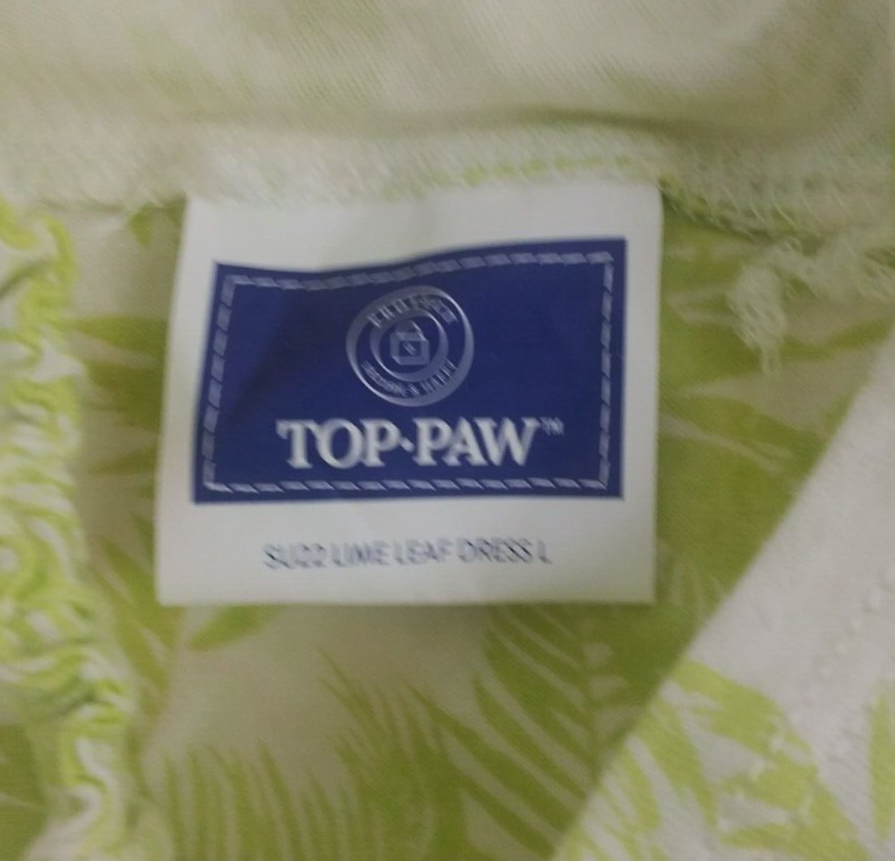 TOP·PAW™
SU22 LIME LEAF DRESS L